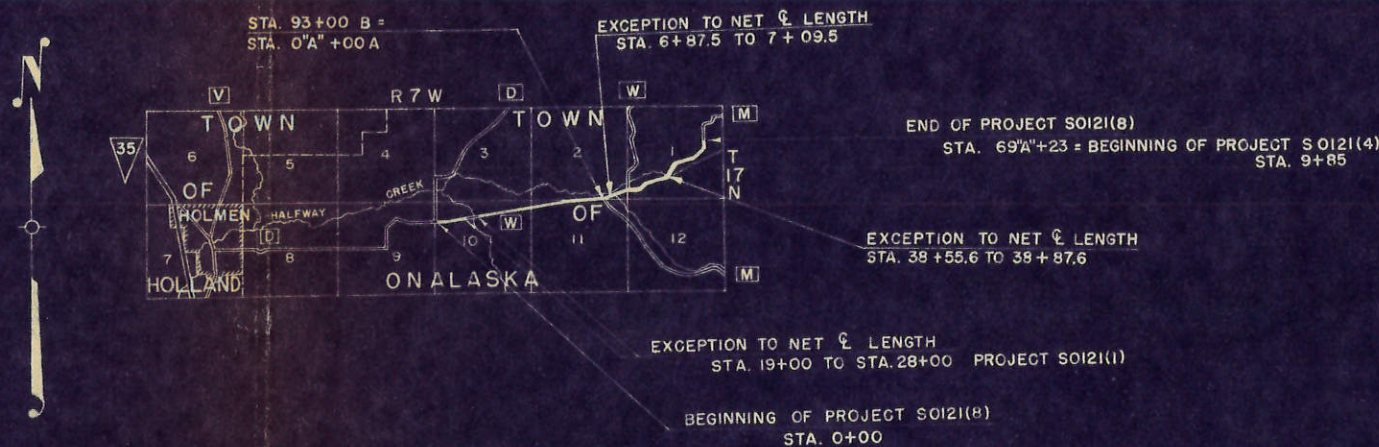 STA. 93+00 B =
STA. 0"A"+00 A
EXCEPTION TO NET ℄ LENGTH
STA. 6+87.5 TO 7+09.5
N
V
R 7 W
D
W
M
TOWN
TOWN
35
6
5
4
3
2
1
T
17
N
END OF PROJECT S0121(8)
STA. 69"A"+23 = BEGINNING OF PROJECT S0121(4)
STA. 9+85
OF
CREEK
OF
HOLMEN
HALFWAY
W
D
7
8
9
10
11
12
M
HOLLAND
ONALASKA
EXCEPTION TO NET ℄ LENGTH
STA. 38+55.6 TO 38+87.6
EXCEPTION TO NET ℄ LENGTH
STA. 19+00 TO STA. 28+00 PROJECT S0121(1)
BEGINNING OF PROJECT S0121(8)
STA. 0+00